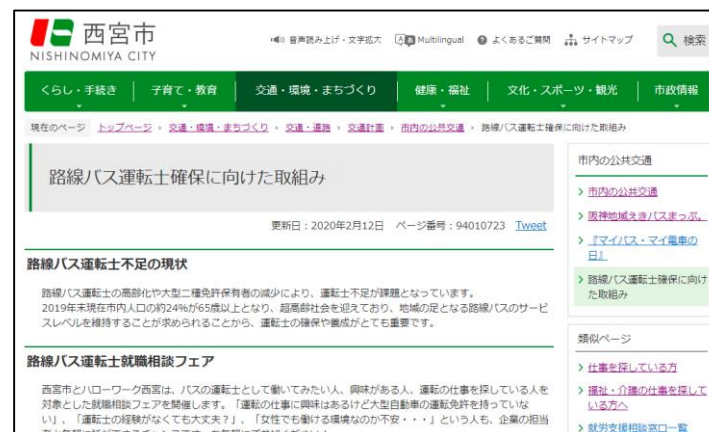 西宮市
NISHINOMIYA CITY
音声読み上げ・文字拡大 Multilingual よくあるご質問 サイトマップ 検索
くらし・手続き 子育て・教育 交通・環境・まちづくり 健康・福祉 文化・スポーツ・観光 市政情報
現在のページ トップページ 交通・環境・まちづくり 交通・道路 交通計画 市内の公共交通 路線バス運転士確保に向けた取組み
路線バス運転士確保に向けた取組み
更新日：2020年2月12日 ページ番号：94010723 Tweet
路線バス運転士不足の現状
路線バス運転士の高齢化や大型二種免許保有者の減少により、運転士不足が課題となっています。
2019年末現在市内人口の約24%が65歳以上となり、超高齢社会を迎えており、地域の足となる路線バスのサービ
スレベルを維持することが求められることから、運転士の確保や養成がとても重要です。
路線バス運転士就職相談フェア
西宮市とハローワーク西宮は、バスの運転士として働いてみたい人、興味がある人、運転の仕事を探している人を
対象とした就職相談フェアを開催します。「運転の仕事に興味はあるけど大型自動車の運転免許を持っていな
い」、「運転士の経験がなくても大丈夫？」、「女性でも働ける環境なのか不安・・・」という人も、企業の担当
市内の公共交通
市内の公共交通
阪神地域えきバスまっぷ。
『マイバス・マイ電車の
日』
路線バス運転士確保に向け
た取組み
類似ページ
仕事を探している方
福祉・介護の仕事を探して
いる方へ
就労支援相談窓口一覧